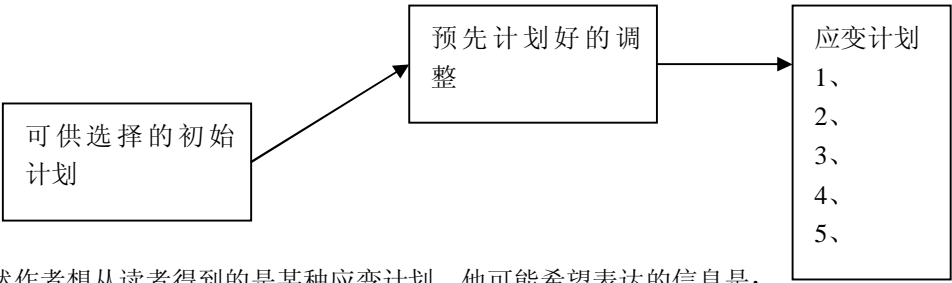 可供选择的初始
计划
预先计划好的调
整
应变计划
1、
2、
3、
4、
5、
作者想从读者得到的是某种应变计划，他可能希望表达的信息是：